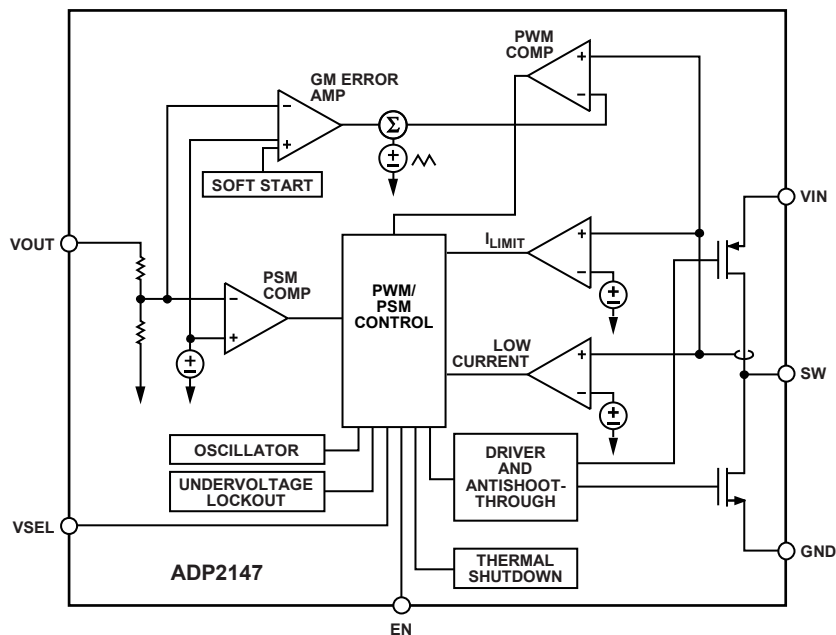 PWM
COMP
GM ERROR
AMP
+
−
−
+
Σ
+
−
SOFT START
VIN
VOUT
I LIMIT
+
−
PWM/
PSM
CONTROL
PSM
COMP
−
+
+
−
+
−
LOW
CURRENT
+
−
+
−
SW
OSCILLATOR
UNDERVOLTAGE
LOCKOUT
DRIVER
AND
ANTISHOOT-
THROUGH
VSEL
GND
THERMAL
SHUTDOWN
ADP2147
EN